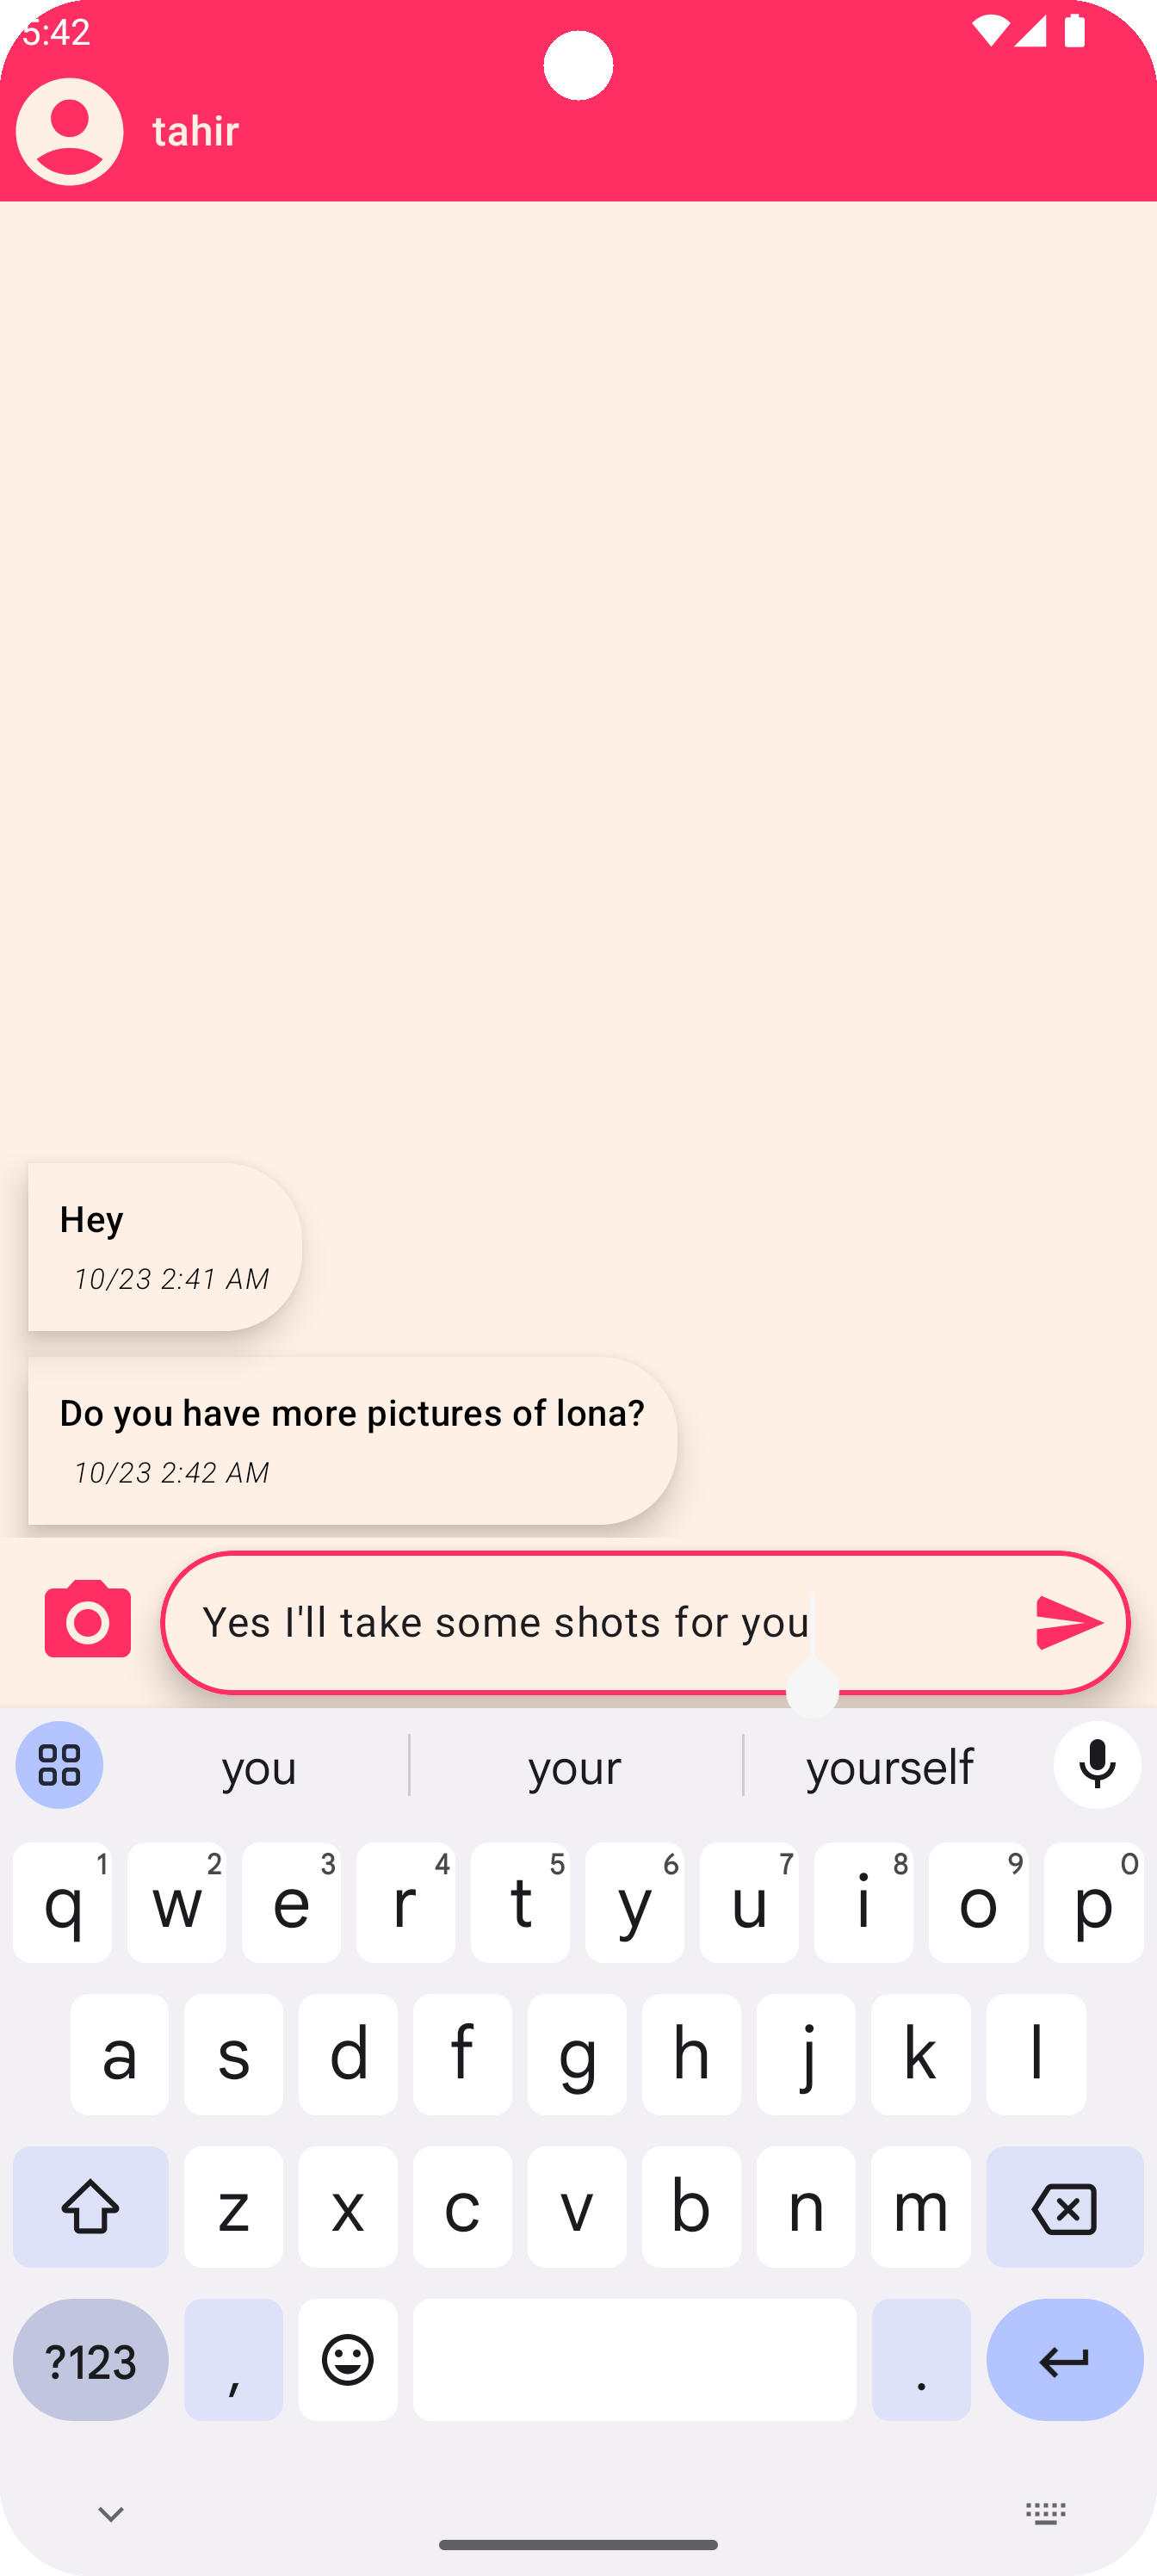 5:42
tahir
Hey
10/23 2:41 AM
Do you have more pictures of Iona?
10/23 2:42 AM
Yes I'll take some shots for you
you your yourself
1 2 3 4 5 6 7 8 9 0
q w e r t y u i o p
a s d f g h j k l
z x c v b n m
?123 , .